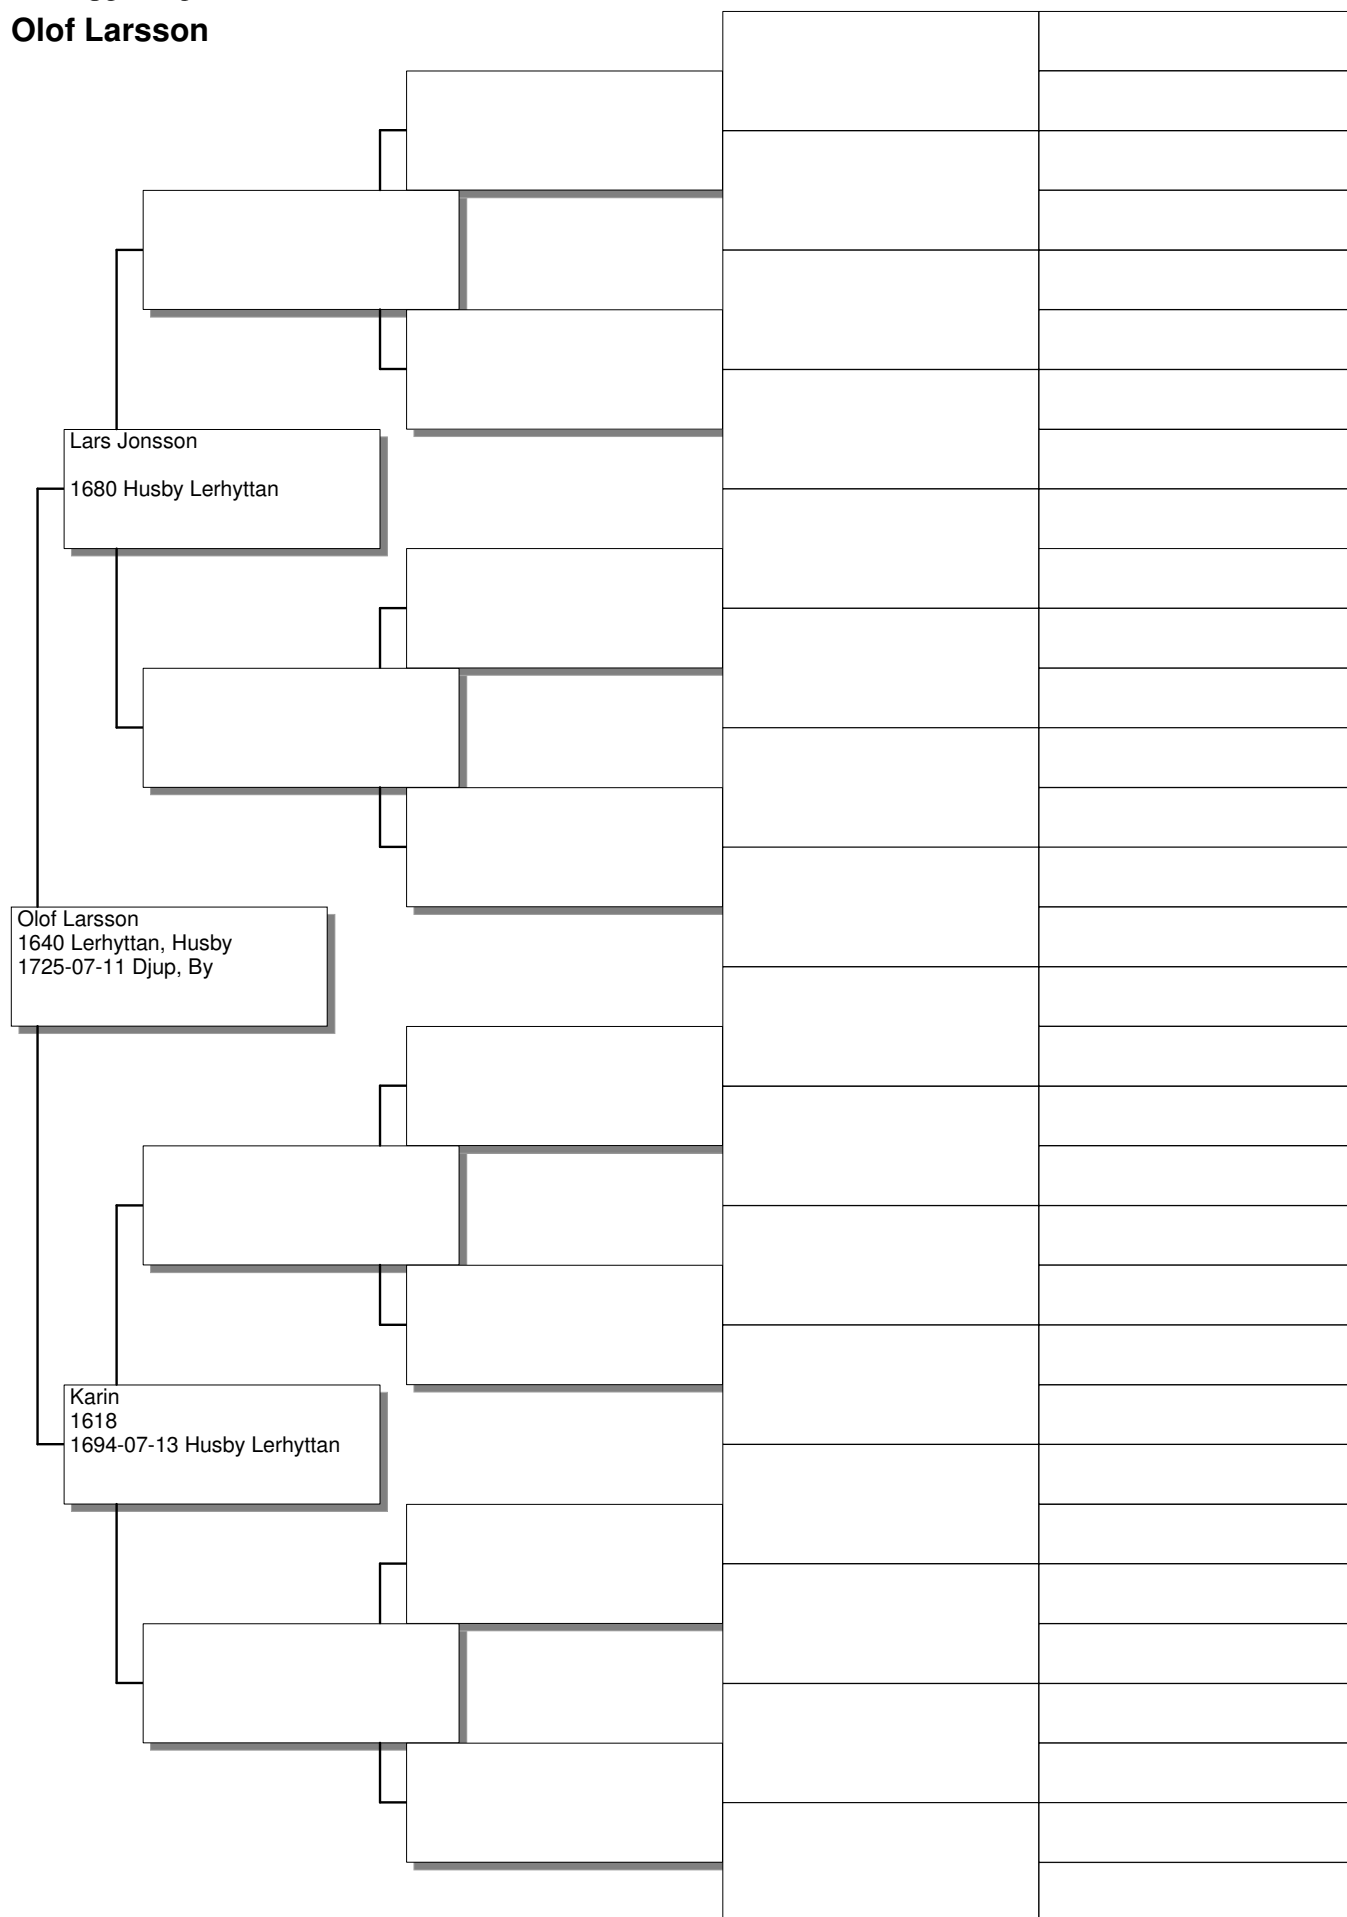 Olof Larsson
Lars Jonsson
1680 Husby Lerhyttan
Olof Larsson
1640 Lerhyttan, Husby
1725-07-11 Djup, By
Karin
1618
1694-07-13 Husby Lerhyttan